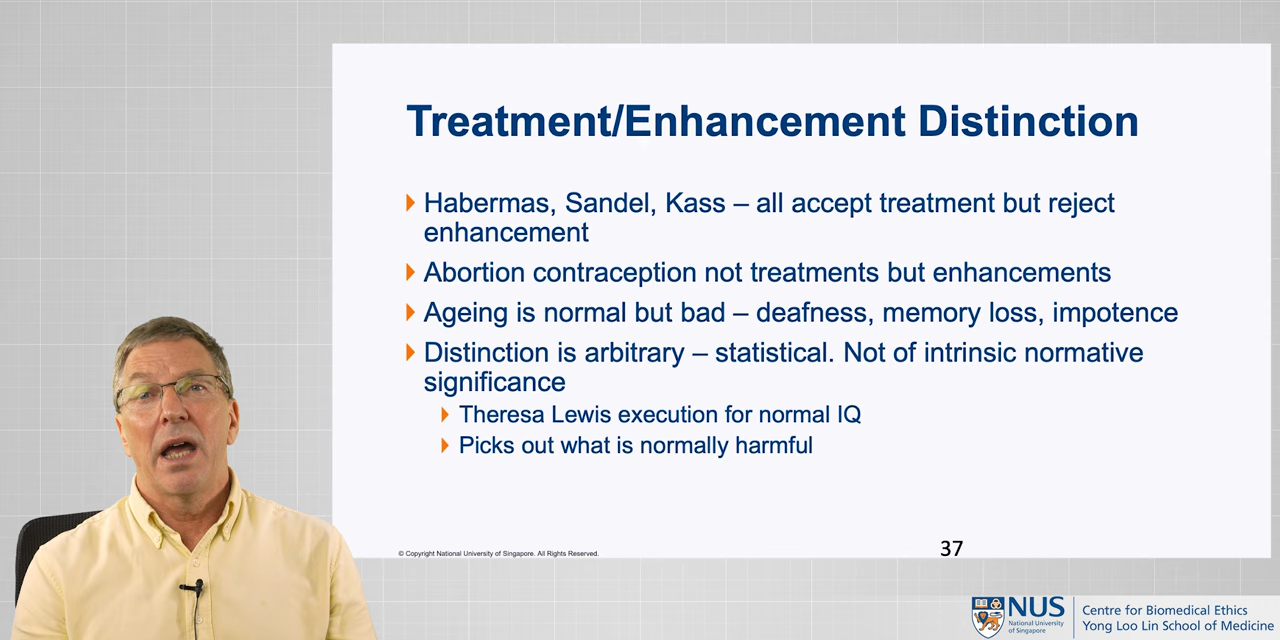 Treatment/Enhancement Distinction
Habermas, Sandel, Kass – all accept treatment but reject
enhancement
Abortion contraception not treatments but enhancements
Ageing is normal but bad – deafness, memory loss, impotence
Distinction is arbitrary – statistical. Not of intrinsic normative
significance
Theresa Lewis execution for normal IQ
Picks out what is normally harmful
© Copyright National University of Singapore. All Rights Reserved.
37
NUS
National University
of Singapore
Centre for Biomedical Ethics
Yong Loo Lin School of Medicine